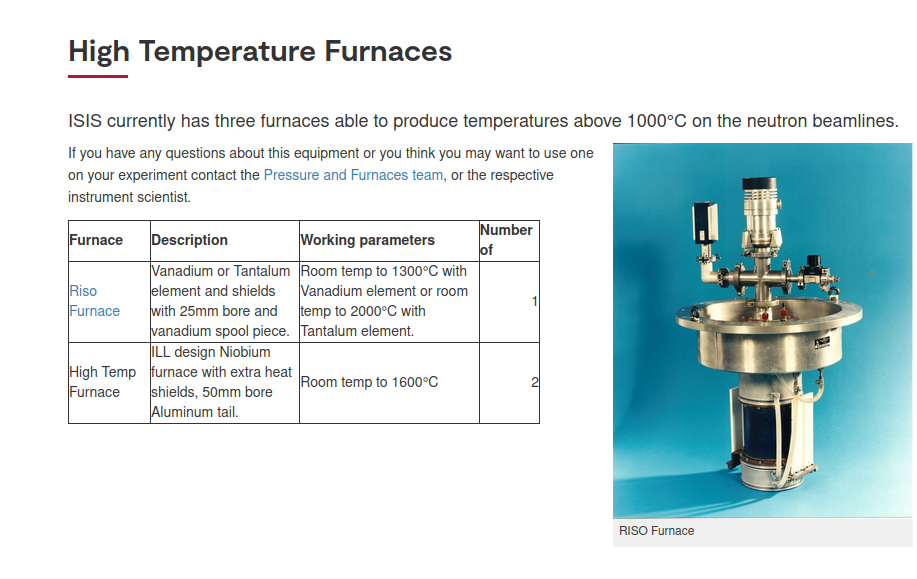 High Temperature Furnaces
ISIS currently has three furnaces able to produce temperatures above 1000°C on the neutron beamlines.
If you have any questions about this equipment or you think you may want to use one
on your experiment contact the Pressure and Furnaces team, or the respective
instrument scientist.
Furnace
Description
Working parameters
Number
of
Riso
Furnace
Vanadium or Tantalum
element and shields
with 25mm bore and
vanadium spool piece.
Room temp to 1300°C with
Vanadium element or room
temp to 2000°C with
Tantalum element.
1
High Temp
Furnace
ILL design Niobium
furnace with extra heat
shields, 50mm bore
Aluminum tail.
Room temp to 1600°C
2
RISO Furnace